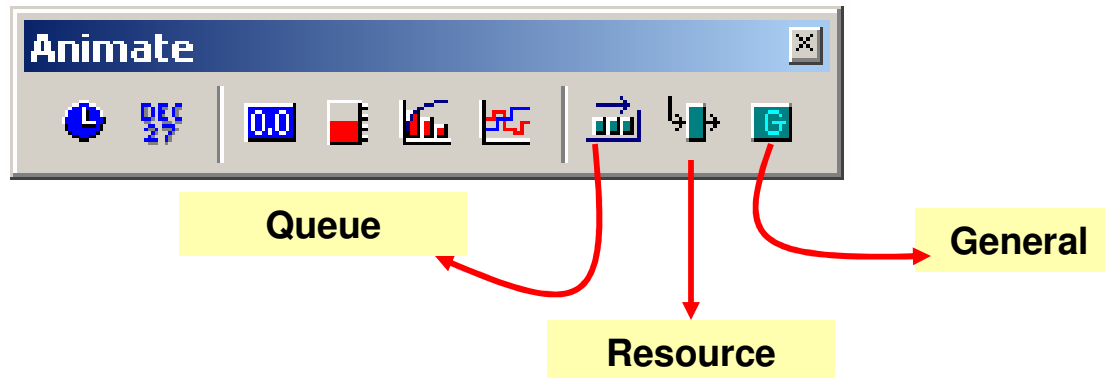 Animate
DEC
27
0.0
G
Queue
General
Resource